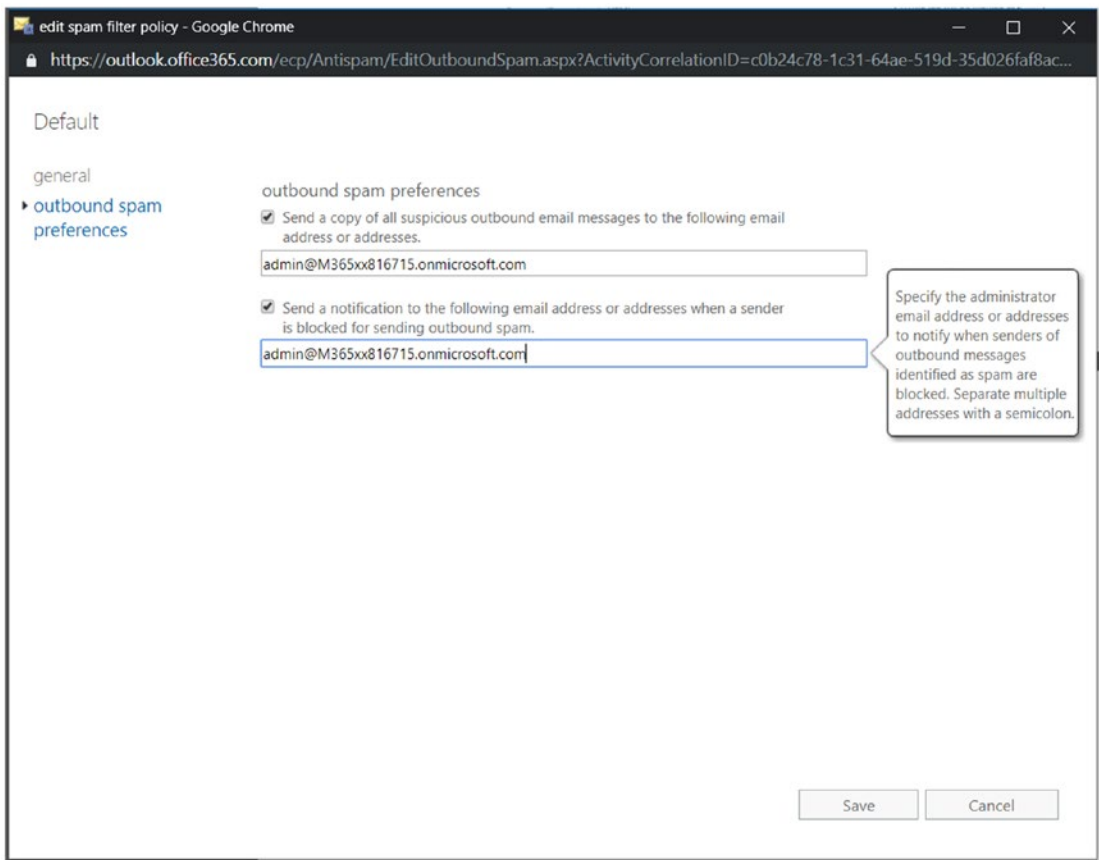 edit spam filter policy - Google Chrome
https://outlook.office365.com/ecp/Antispam/EditOutboundSpam.aspx?ActivityCorrelationID=c0b24c78-1c31-64ae-519d-35d026faf8ac...
Default
general
outbound spam
preferences
outbound spam preferences
Send a copy of all suspicious outbound email messages to the following email
address or addresses.
admin@M365xx816715.onmicrosoft.com
Send a notification to the following email address or addresses when a sender
is blocked for sending outbound spam.
admin@M365xx816715.onmicrosoft.com
Specify the administrator
email address or addresses
to notify when senders of
outbound messages
identified as spam are
blocked. Separate multiple
addresses with a semicolon.
Save
Cancel